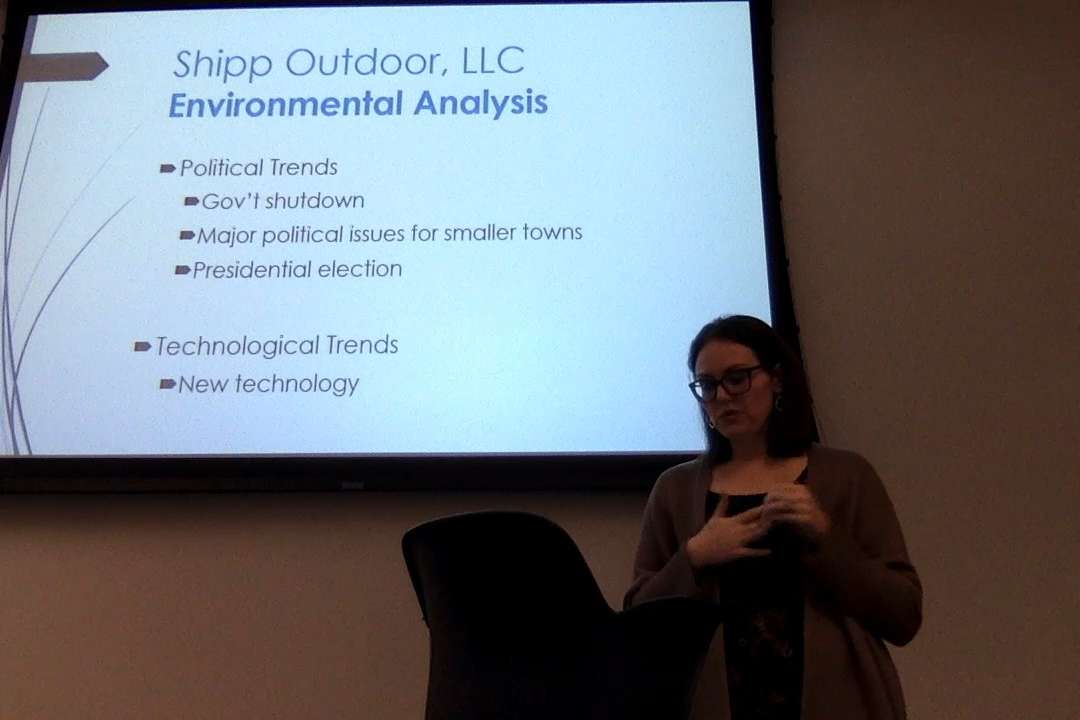 Shipp Outdoor, LLC
Environmental Analysis
Political Trends
Gov't shutdown
Major political issues for smaller towns
Presidential election
Technological Trends
New technology